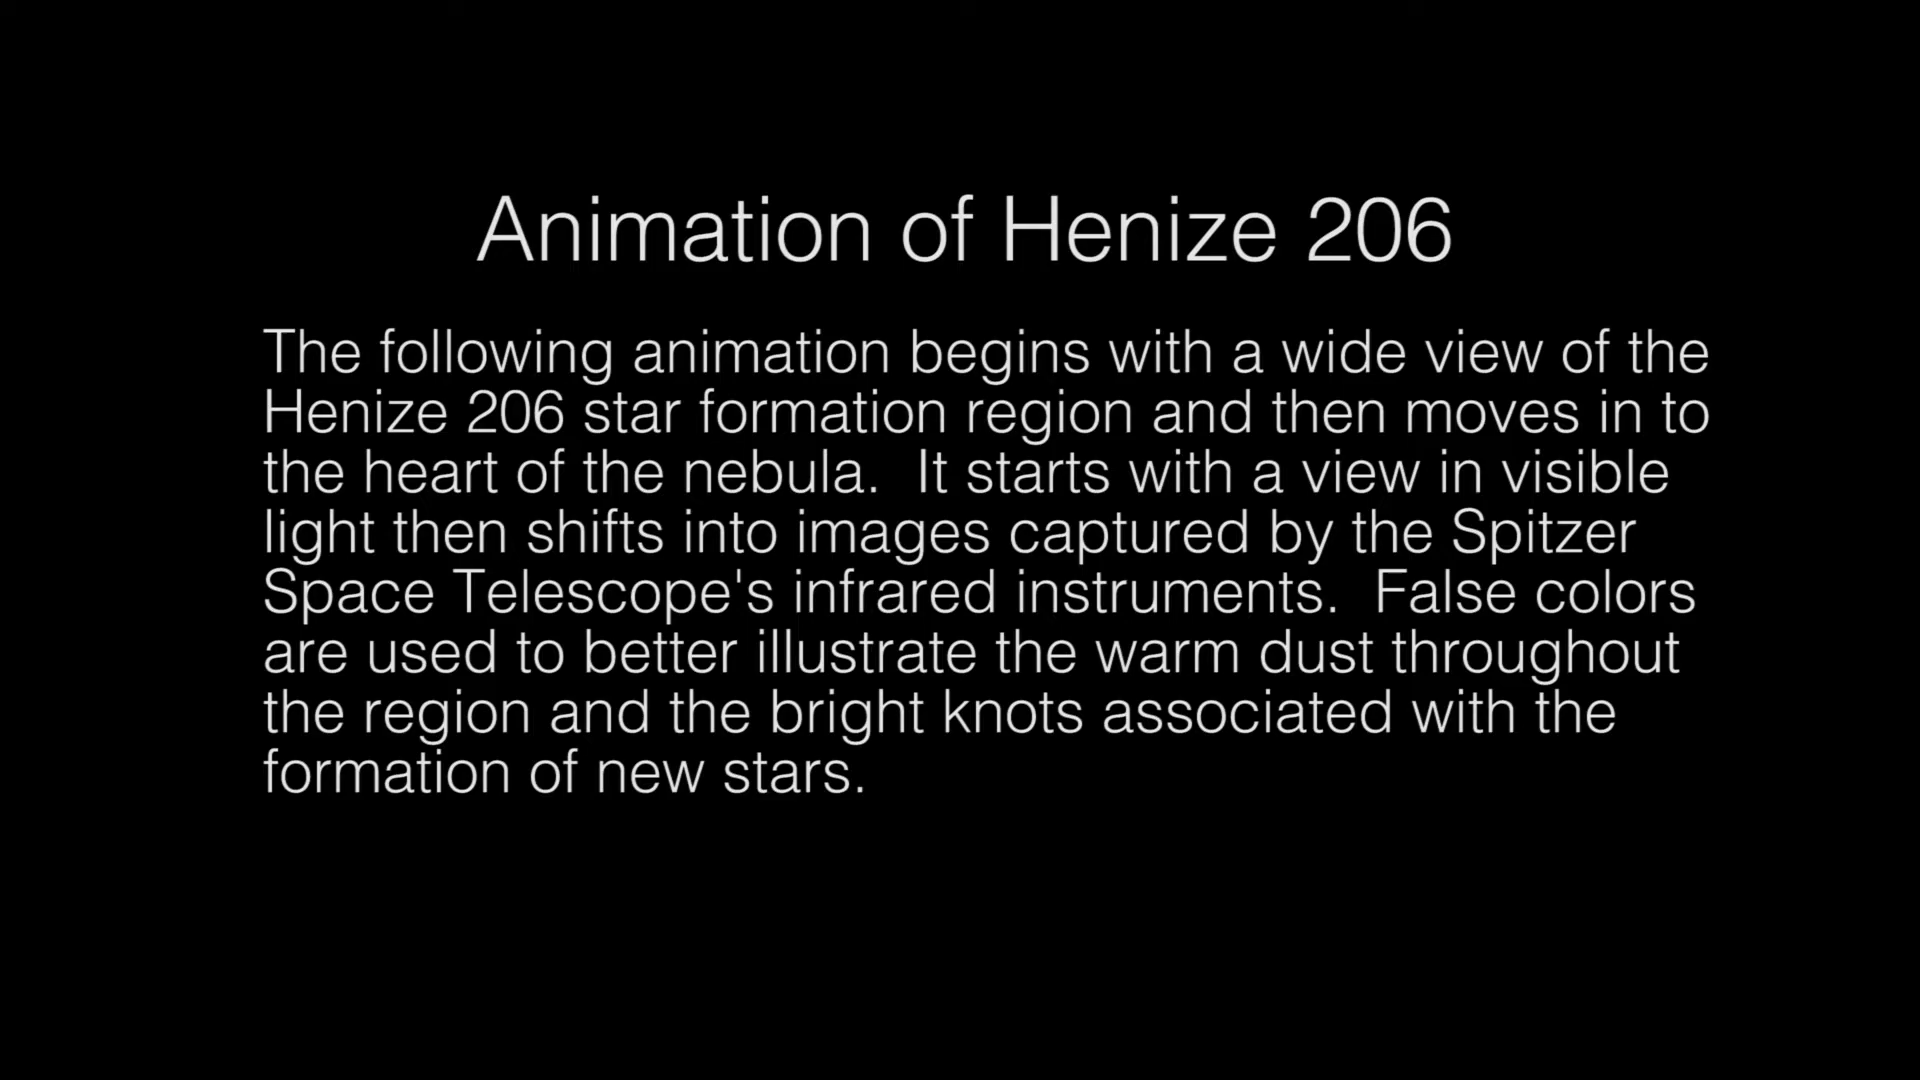 Animation of Henize 206
The following animation begins with a wide view of the
Henize 206 star formation region and then moves in to
the heart of the nebula.  It starts with a view in visible
light then shifts into images captured by the Spitzer
Space Telescope's infrared instruments.  False colors
are used to better illustrate the warm dust throughout
the region and the bright knots associated with the
formation of new stars.